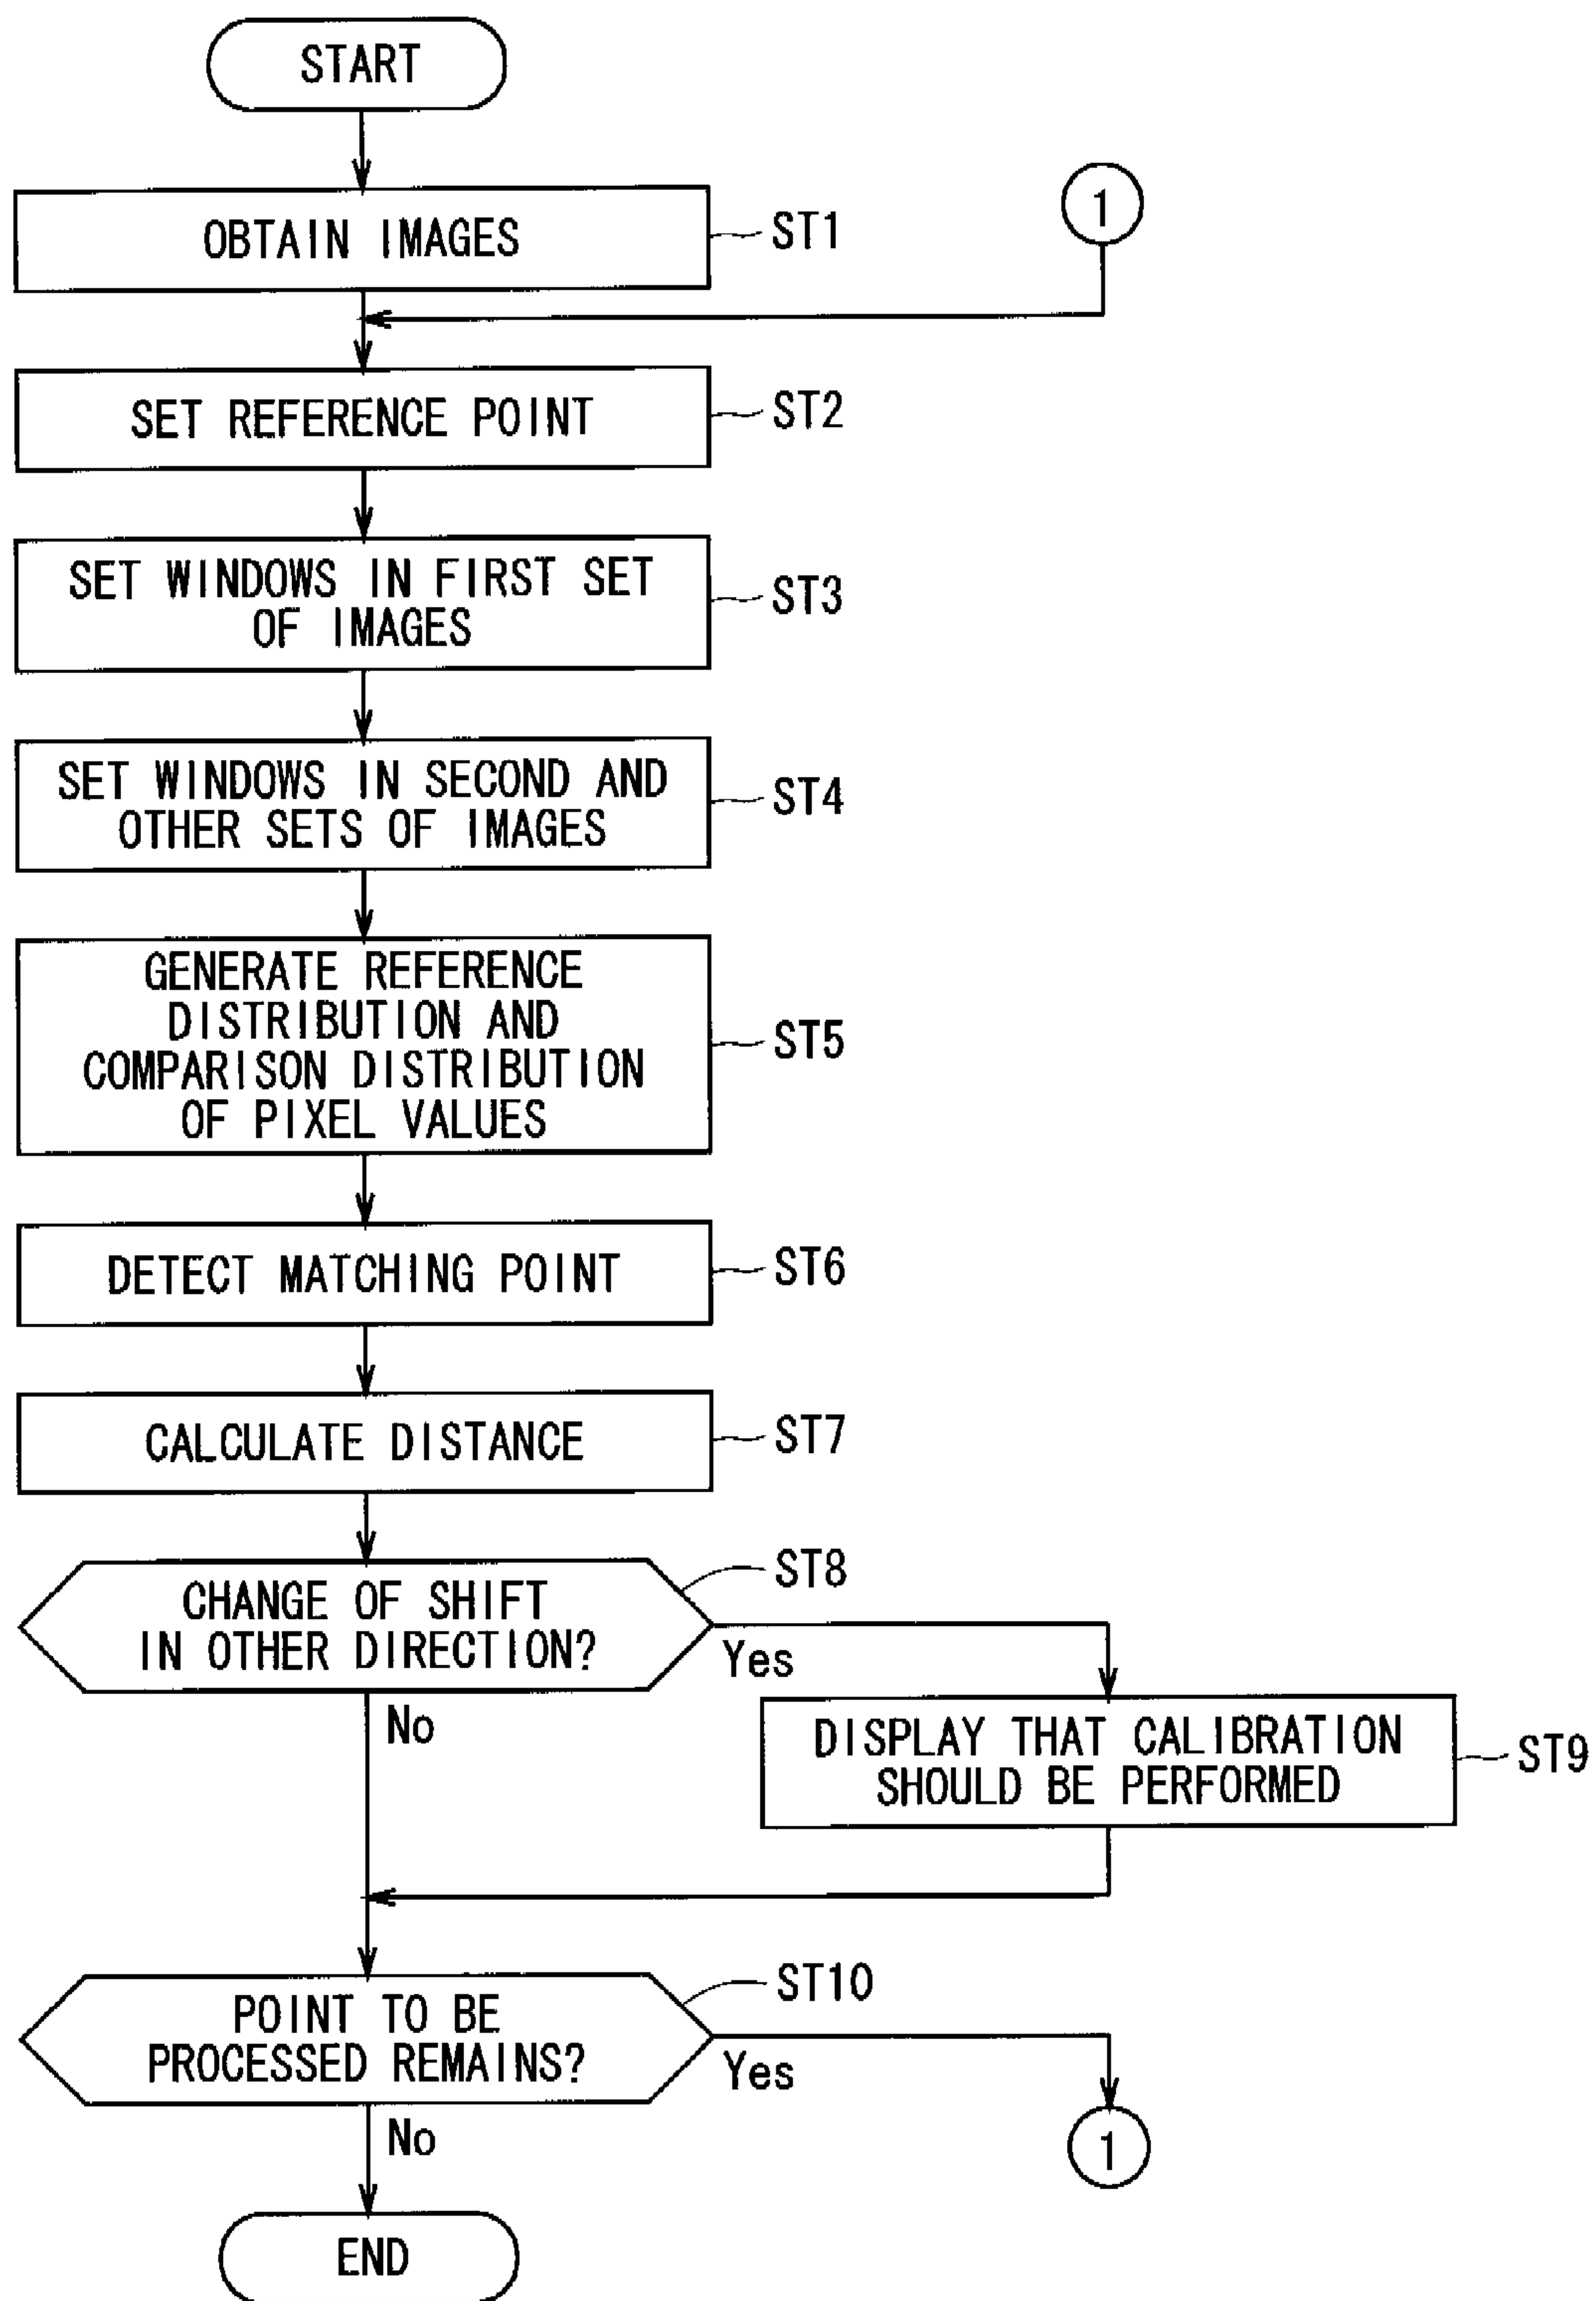 START
OBTAIN IMAGES
ST1
1
SET REFERENCE POINT
ST2
SET WINDOWS IN FIRST SET
OF IMAGES
ST3
SET WINDOWS IN SECOND AND
OTHER SETS OF IMAGES
ST4
GENERATE REFERENCE
DISTRIBUTION AND
COMPARISON DISTRIBUTION
OF PIXEL VALUES
ST5
DETECT MATCHING POINT
ST6
CALCULATE DISTANCE
ST7
CHANGE OF SHIFT
IN OTHER DIRECTION?
ST8
Yes
No
DISPLAY THAT CALIBRATION
SHOULD BE PERFORMED
ST9
POINT TO BE
PROCESSED REMAINS?
ST10
Yes
No
1
END